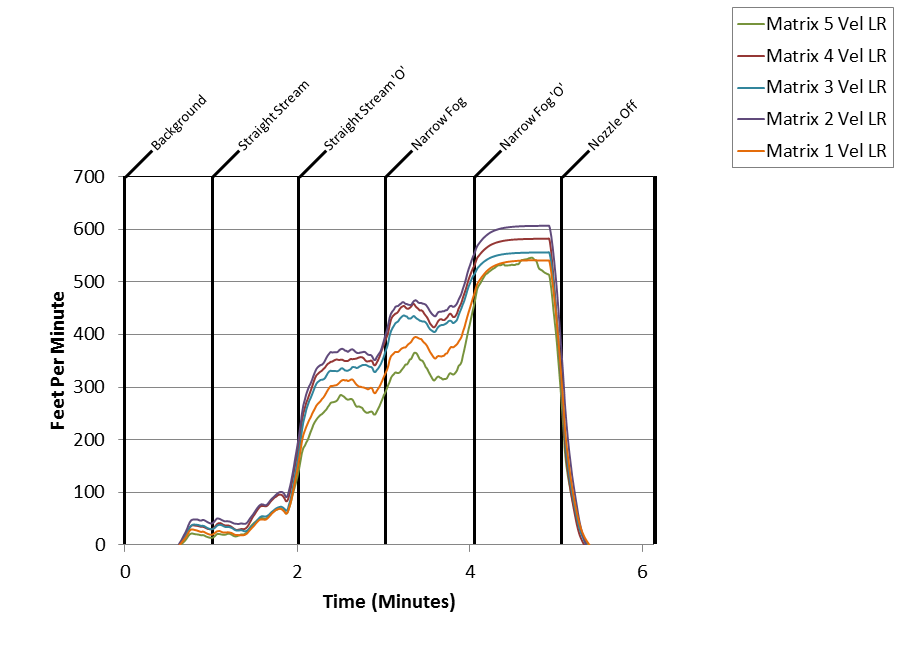 Matrix 5 Vel LR
Matrix 4 Vel LR
Matrix 3 Vel LR
Matrix 2 Vel LR
Matrix 1 Vel LR
Background
Straight Stream
Straight Stream 'O'
Narrow Fog
Narrow Fog 'O'
Nozzle Off
700
600
500
400
300
200
100
0
Feet Per Minute
0 2 4 6
Time (Minutes)